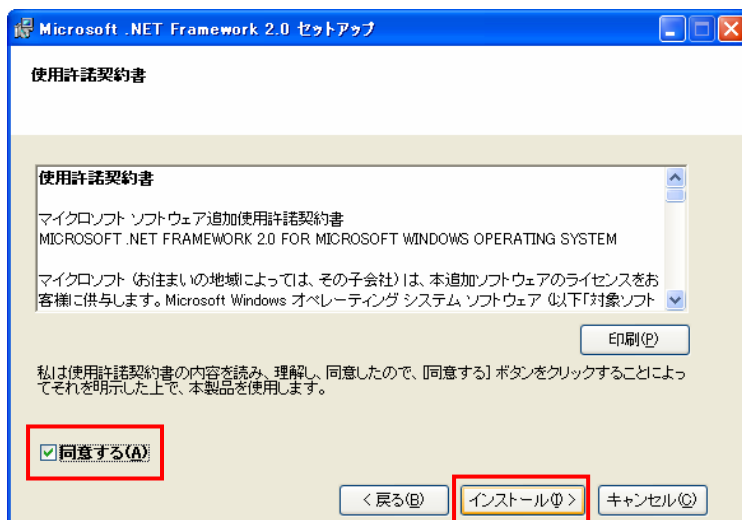 Microsoft .NET Framework 2.0 セットアップ
使用許諾契約書
使用許諾契約書
マイクロソフト ソフトウェア追加使用許諾契約書
MICROSOFT .NET FRAMEWORK 2.0 FOR MICROSOFT WINDOWS OPERATING SYSTEM
マイクロソフト (お住まいの地域によっては、その子会社) は、本追加ソフトウェアのライセンスをお
客様に供与します。Microsoft Windows オペレーティング システム ソフトウェア (以下「対象ソフト
印刷(P)
私は使用許諾契約書の内容を読み、理解し、同意したので、[同意する] ボタンをクリックすることによっ
てそれを明示した上で、本製品を使用します。
同意する(A)
< 戻る(B)
インストール(I) >
キャンセル(C)